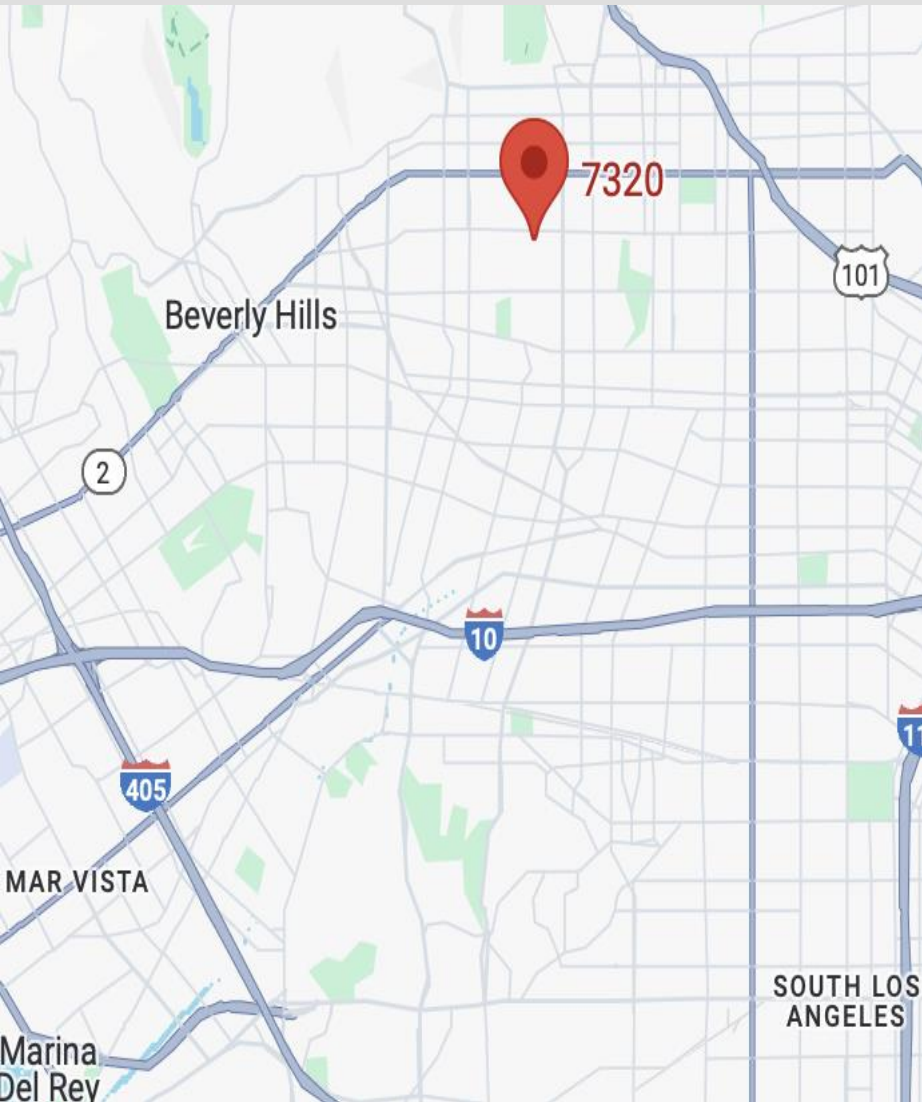 7320
101
Beverly Hills
2
10
405
MAR VISTA
SOUTH LOS
ANGELES
Marina
Del Rey